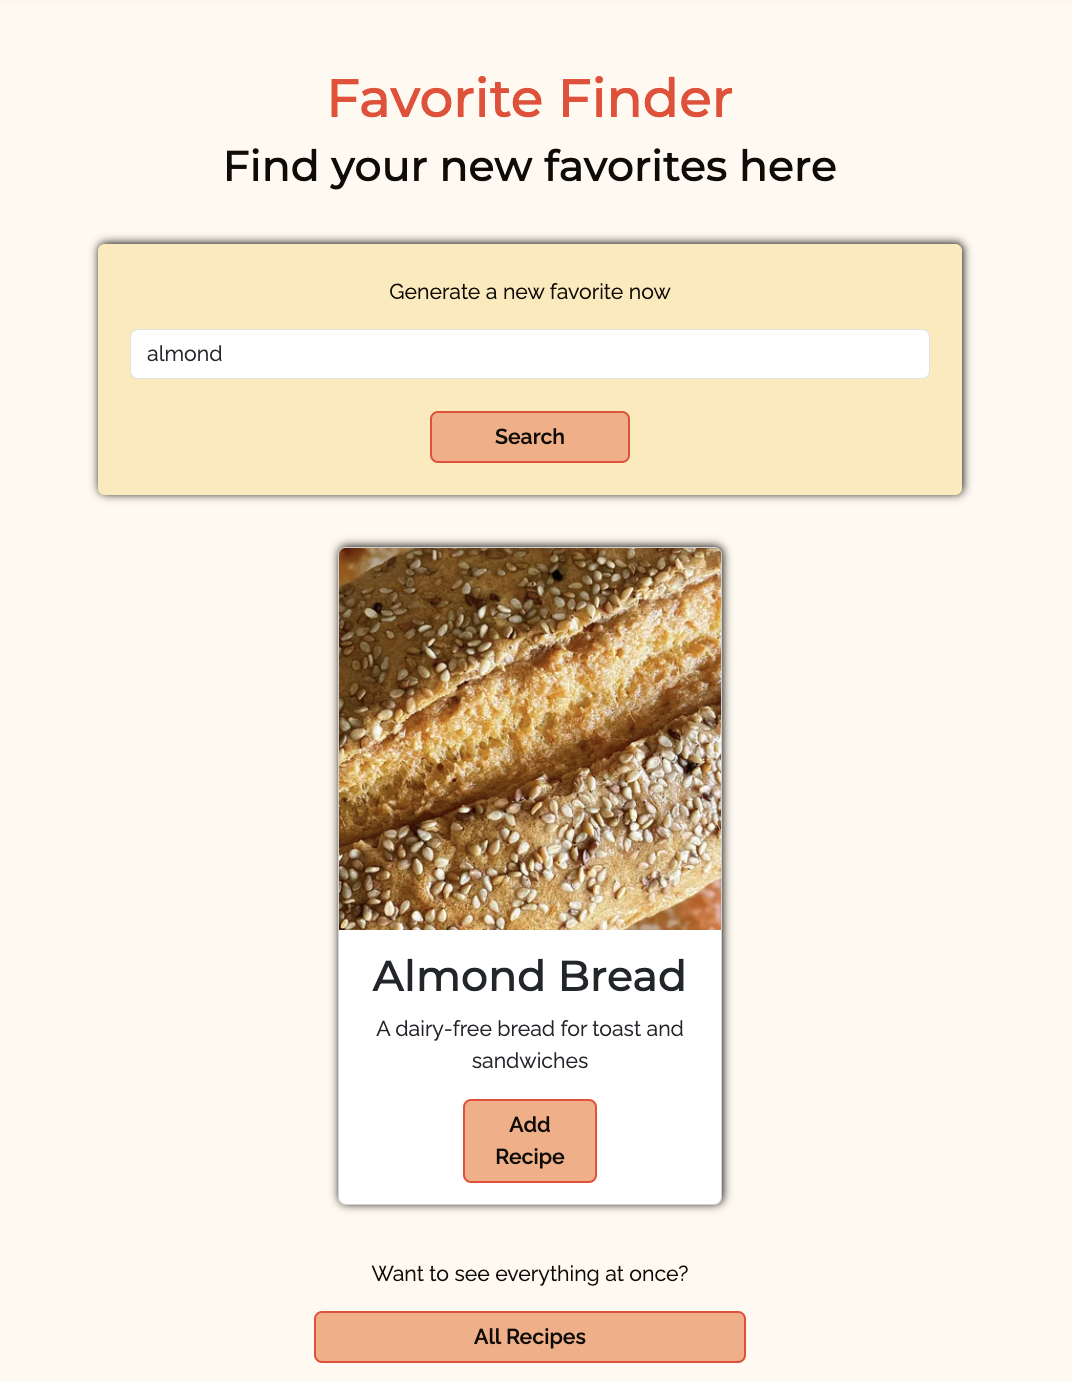 Favorite Finder
Find your new favorites here
Generate a new favorite now
almond
Search
Almond Bread
A dairy-free bread for toast and
sandwiches
Add
Recipe
Want to see everything at once?
All Recipes